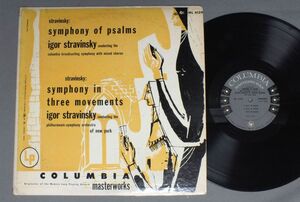 stravinsky:
symphony of psalms
igor stravinsky conducting the
columbia broadcasting symphony with mixed chorus
stravinsky:
symphony in
three movements
igor stravinsky conducting the
philharmonic-symphony orchestra
of new york
Lp
COLUMBIA
masterworks
COLUMBIA